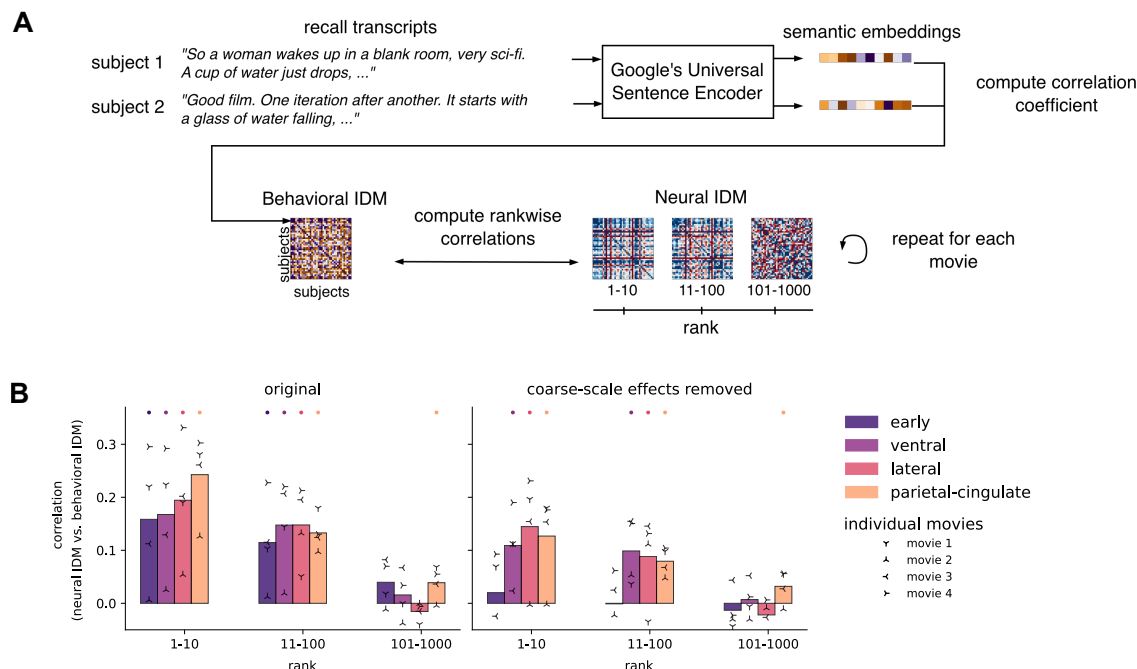 A
recall transcripts
semantic embeddings
subject 1
"So a woman wakes up in a blank room, very sci-fi.
A cup of water just drops, ..."
subject 2
"Good film. One iteration after another. It starts with
a glass of water falling, ..."
Google's Universal
Sentence Encoder
compute correlation
coefficient
Behavioral IDM
subjects
subjects
compute rankwise
correlations
Neural IDM
1-10
11-100
101-1000
rank
repeat for each
movie
B
original
coarse-scale effects removed
correlation
(neural IDM vs. behavioral IDM)
0.3
0.2
0.1
0.0
1-10
11-100
101-1000
rank
1-10
11-100
101-1000
rank
early
ventral
lateral
parietal-cingulate
individual movies
movie 1
movie 2
movie 3
movie 4